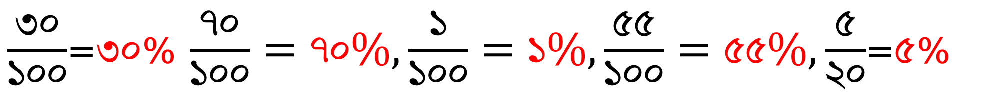 ৩০/১০০=৩০% ৭০/১০০ = ৭০%, ১/১০০ = ১%, ৫৫/১০০ = ৫৫%, ৫/২০=৫%